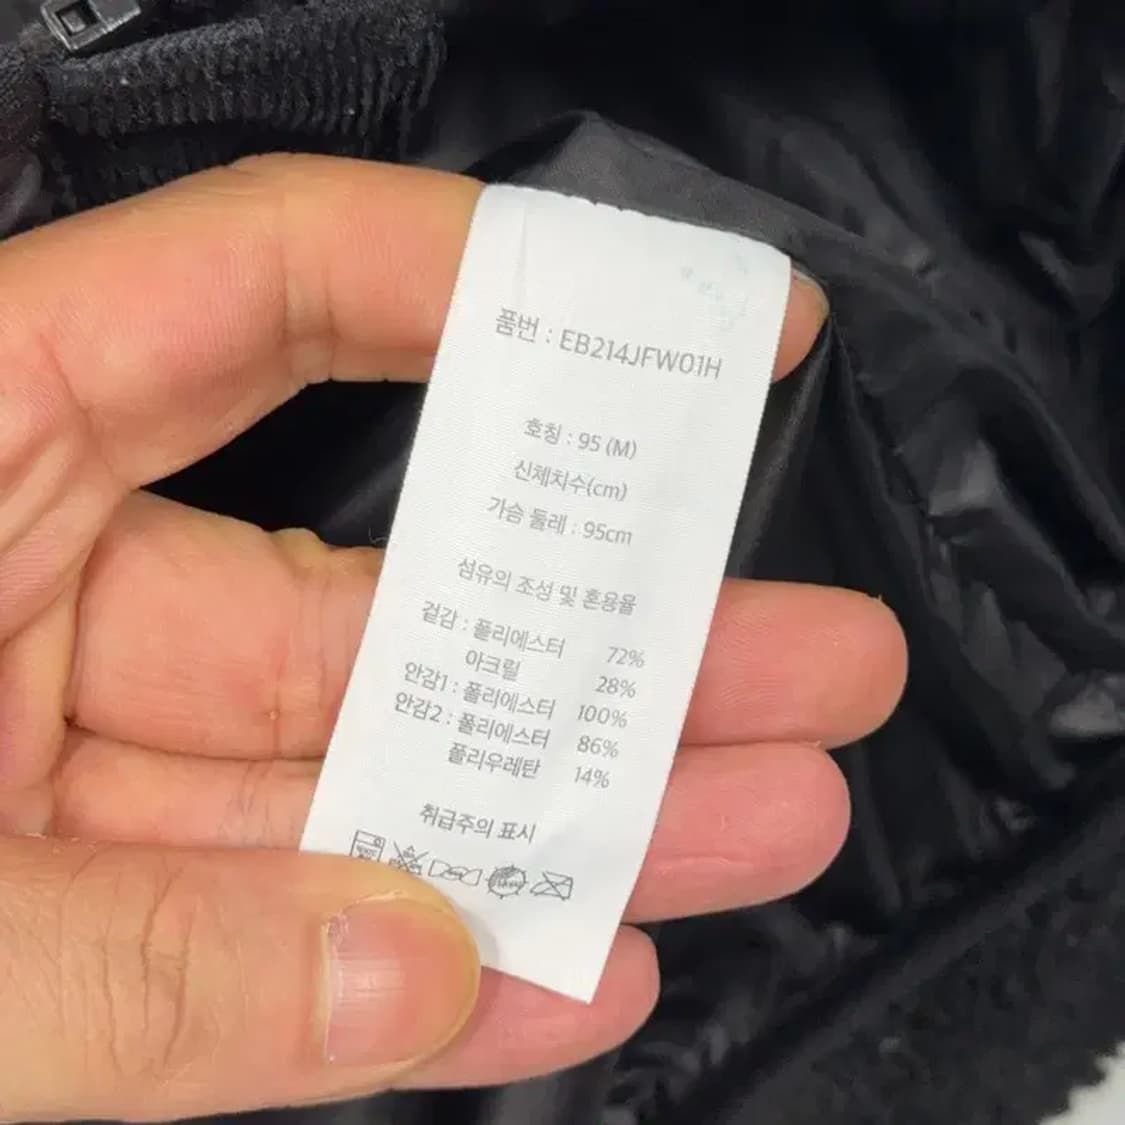 품번 : EB214JFW01H
호칭 : 95 (M)
신체치수(cm)
가슴 둘레 : 95cm
섬유의 조성 및 혼용율
겉감 : 폴리에스터 72%
아크릴 28%
안감1 : 폴리에스터 100%
안감2 : 폴리에스터 86%
폴리우레탄 14%
취급주의 표시